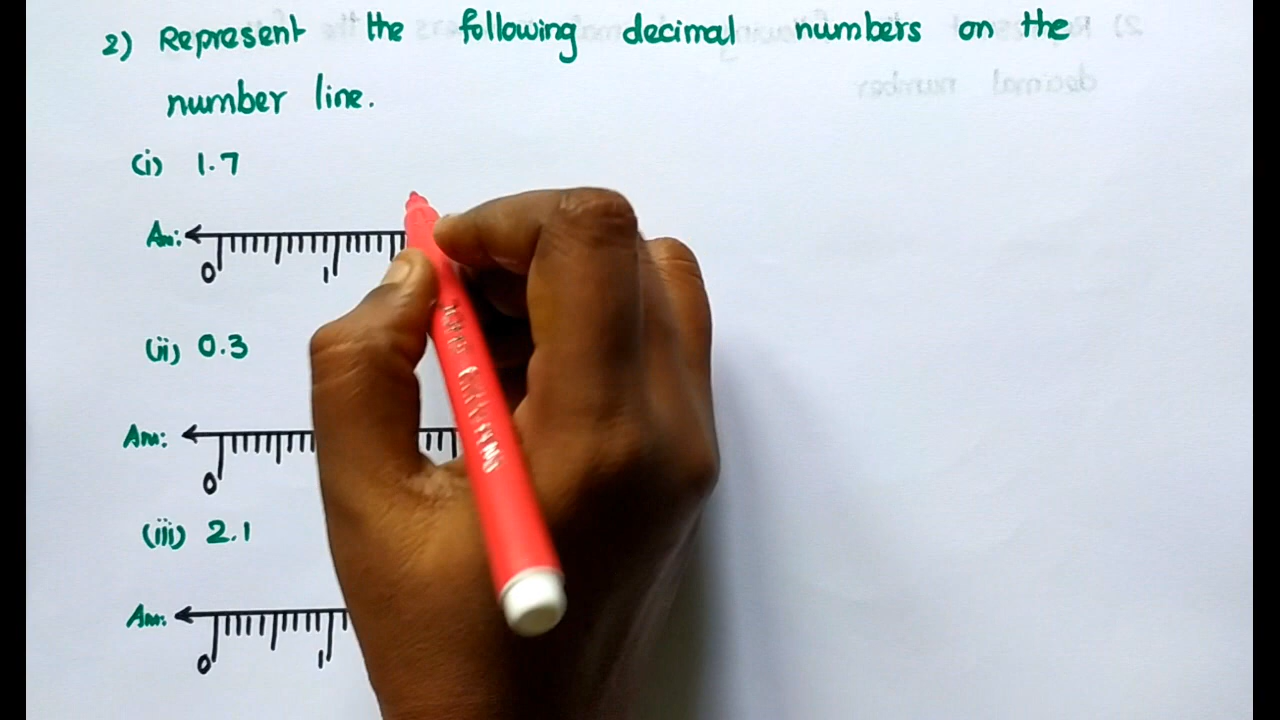 2) Represent the following decimal numbers on the
number line.
(i) 1.7
Ans:
0 1
(ii) 0.3
Ans:
0
(iii) 2.1
Ans:
0 1